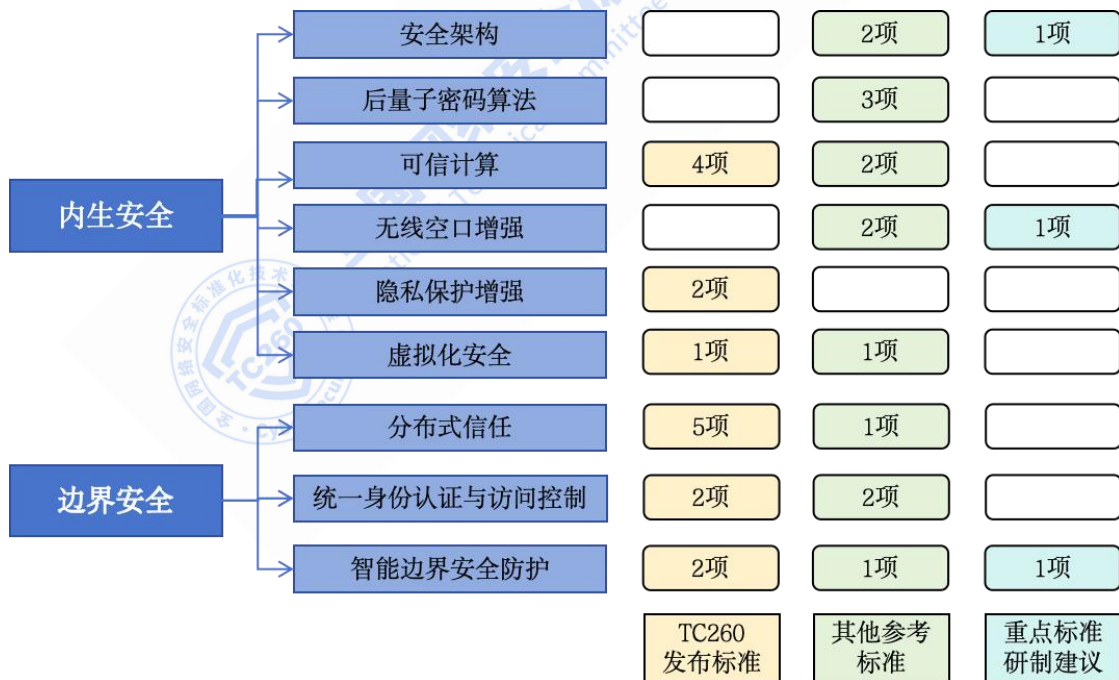 安全架构 2项 1项
后量子密码算法 3项
可信计算 4项 2项
内生安全
无线空口增强 2项 1项
隐私保护增强 2项
虚拟化安全 1项 1项
分布式信任 5项 1项
边界安全
统一身份认证与访问控制 2项 2项
智能边界安全防护 2项 1项 1项
TC260
发布标准
其他参考
标准
重点标准
研制建议
TC260